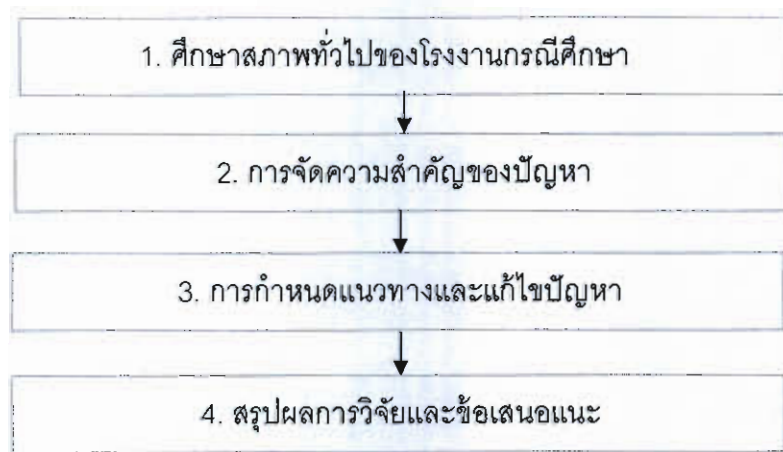 1. ศึกษาสภาพทั่วไปของโรงงานกรณีศึกษา
2. การจัดความสำคัญของปัญหา
3. การกำหนดแนวทางและแก้ไขปัญหา
4. สรุปผลการวิจัยและข้อเสนอแนะ